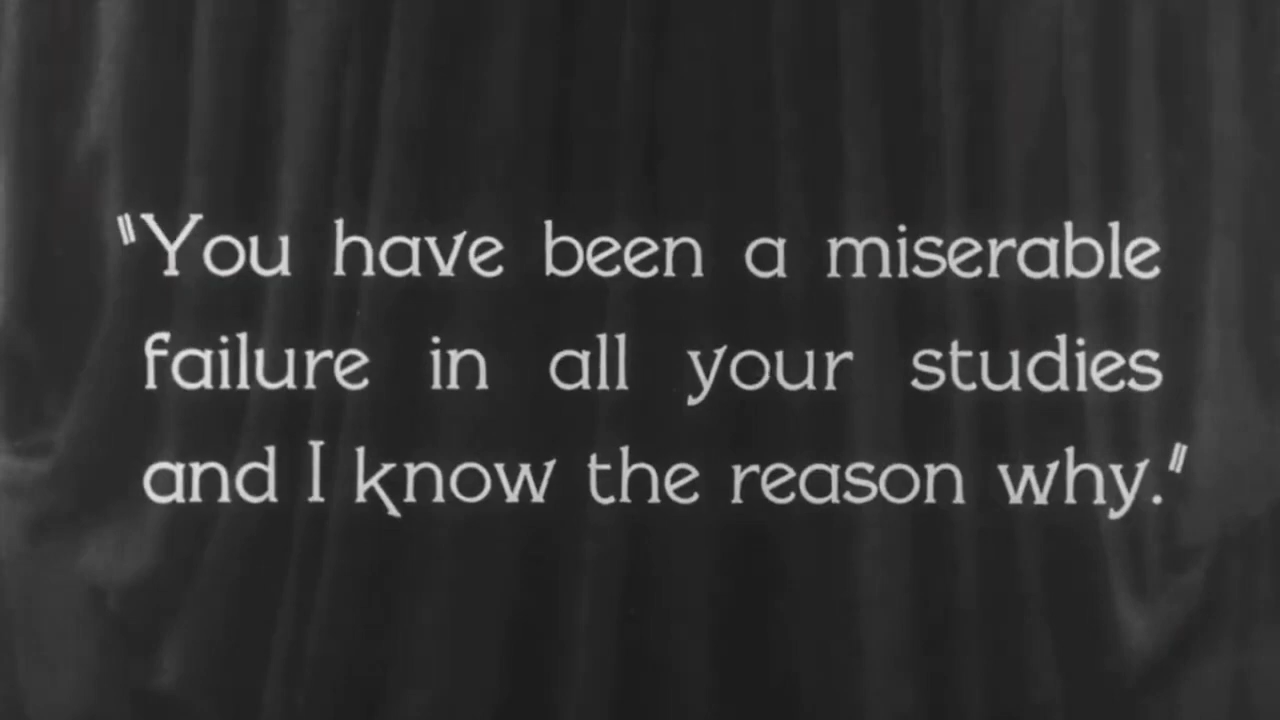 "You have been a miserable
failure in all your studies
and I know the reason why."